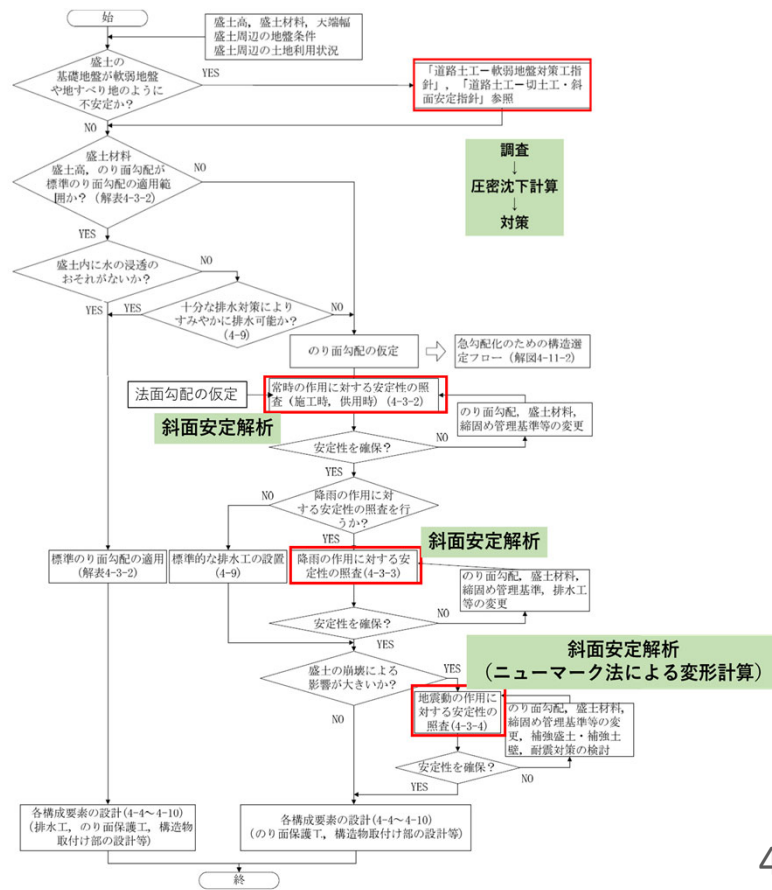 始
盛土高, 盛土材料, 天端幅
盛土周辺の地盤条件
盛土周辺の土地利用状況
盛土の
基礎地盤が軟弱地盤
や地すべり地のように
不安定か?
YES
「道路土工－軟弱地盤対策工指
針」,「道路土工－切土工・斜
面安定指針」参照
NO
調査
↓
圧密沈下計算
↓
対策
盛土材料
盛土高, のり面勾配が
標準のり面勾配の適用範
囲か? (解表4-3-2)
NO
YES
盛土内に水の浸透の
おそれがないか?
NO
YES
YES
十分な排水対策により
すみやかに排水可能か?
(4-9)
NO
のり面勾配の仮定
急勾配化のための構造選
定フロー (解図4-11-2)
法面勾配の仮定
常時の作用に対する安定性の照
査 (施工時, 供用時) (4-3-2)
のり面勾配, 盛土材料,
締固め管理基準等の変更
斜面安定解析
安定性を確保?
NO
YES
降雨の作用に対
する安定性の照査を行
うか?
NO
YES
斜面安定解析
標準のり面勾配の適用
(解表4-3-2)
標準的な排水工の設置
(4-9)
降雨の作用に対する安
定性の照査(4-3-3)
のり面勾配, 盛土材料,
締固め管理基準, 排水工
等の変更
安定性を確保?
NO
YES
斜面安定解析
(ニューマーク法による変形計算)
盛土の崩壊による
影響が大きいか?
YES
NO
地震動の作用に
対する安定性の
照査(4-3-4)
のり面勾配, 盛土材料,
締固め管理基準等の変
更, 補強盛土・補強土
壁, 耐震対策の検討
安定性を確保?
NO
YES
各構成要素の設計(4-4～4-10)
(排水工, のり面保護工, 構造物
取付け部の設計等)
各構成要素の設計(4-4～4-10)
(のり面保護工, 構造物取付け部の設計等)
終